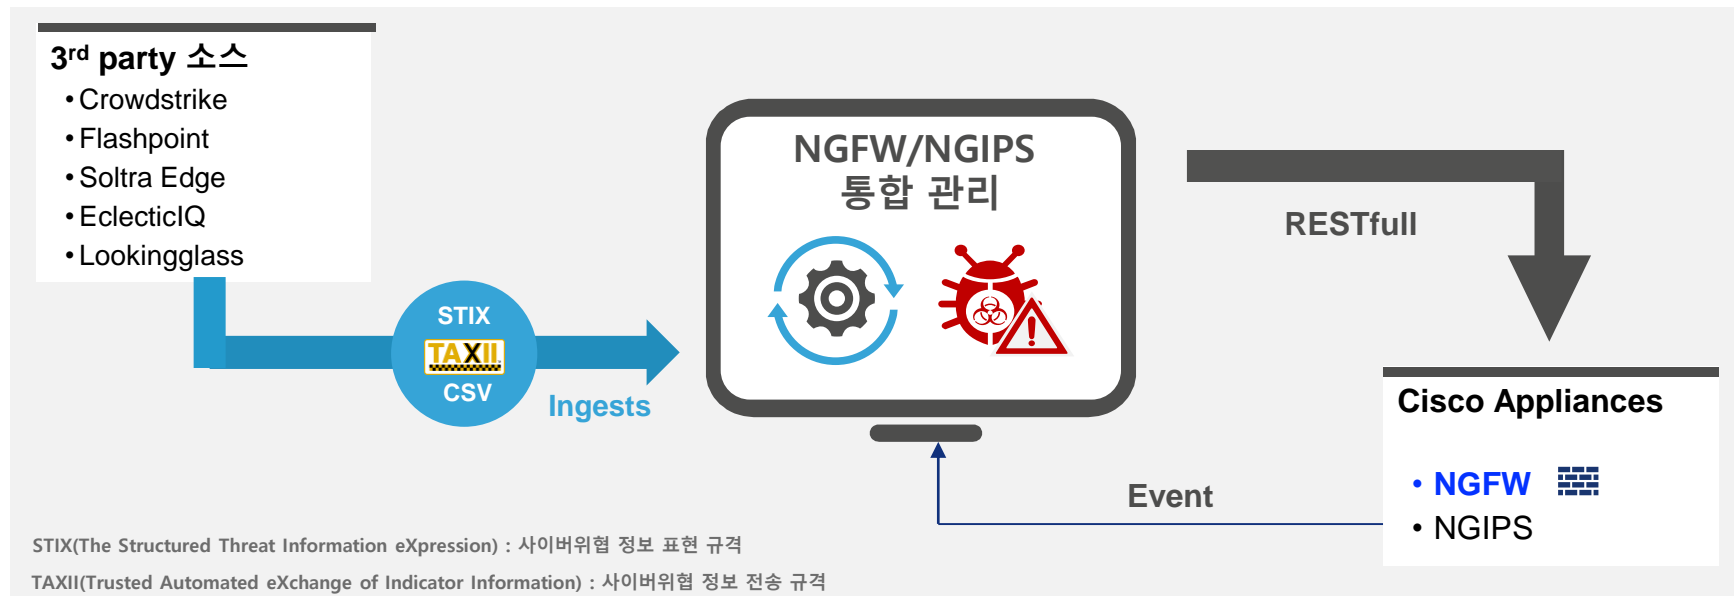 3rd party 소스
• Crowdstrike
• Flashpoint
• Soltra Edge
• EclecticIQ
• Lookingglass
STIX
TAXII
CSV
Ingests
NGFW/NGIPS
통합 관리
RESTfull
Cisco Appliances
• NGFW
• NGIPS
Event
STIX(The Structured Threat Information eXpression) : 사이버위협 정보 표현 규격
TAXII(Trusted Automated eXchange of Indicator Information) : 사이버위협 정보 전송 규격